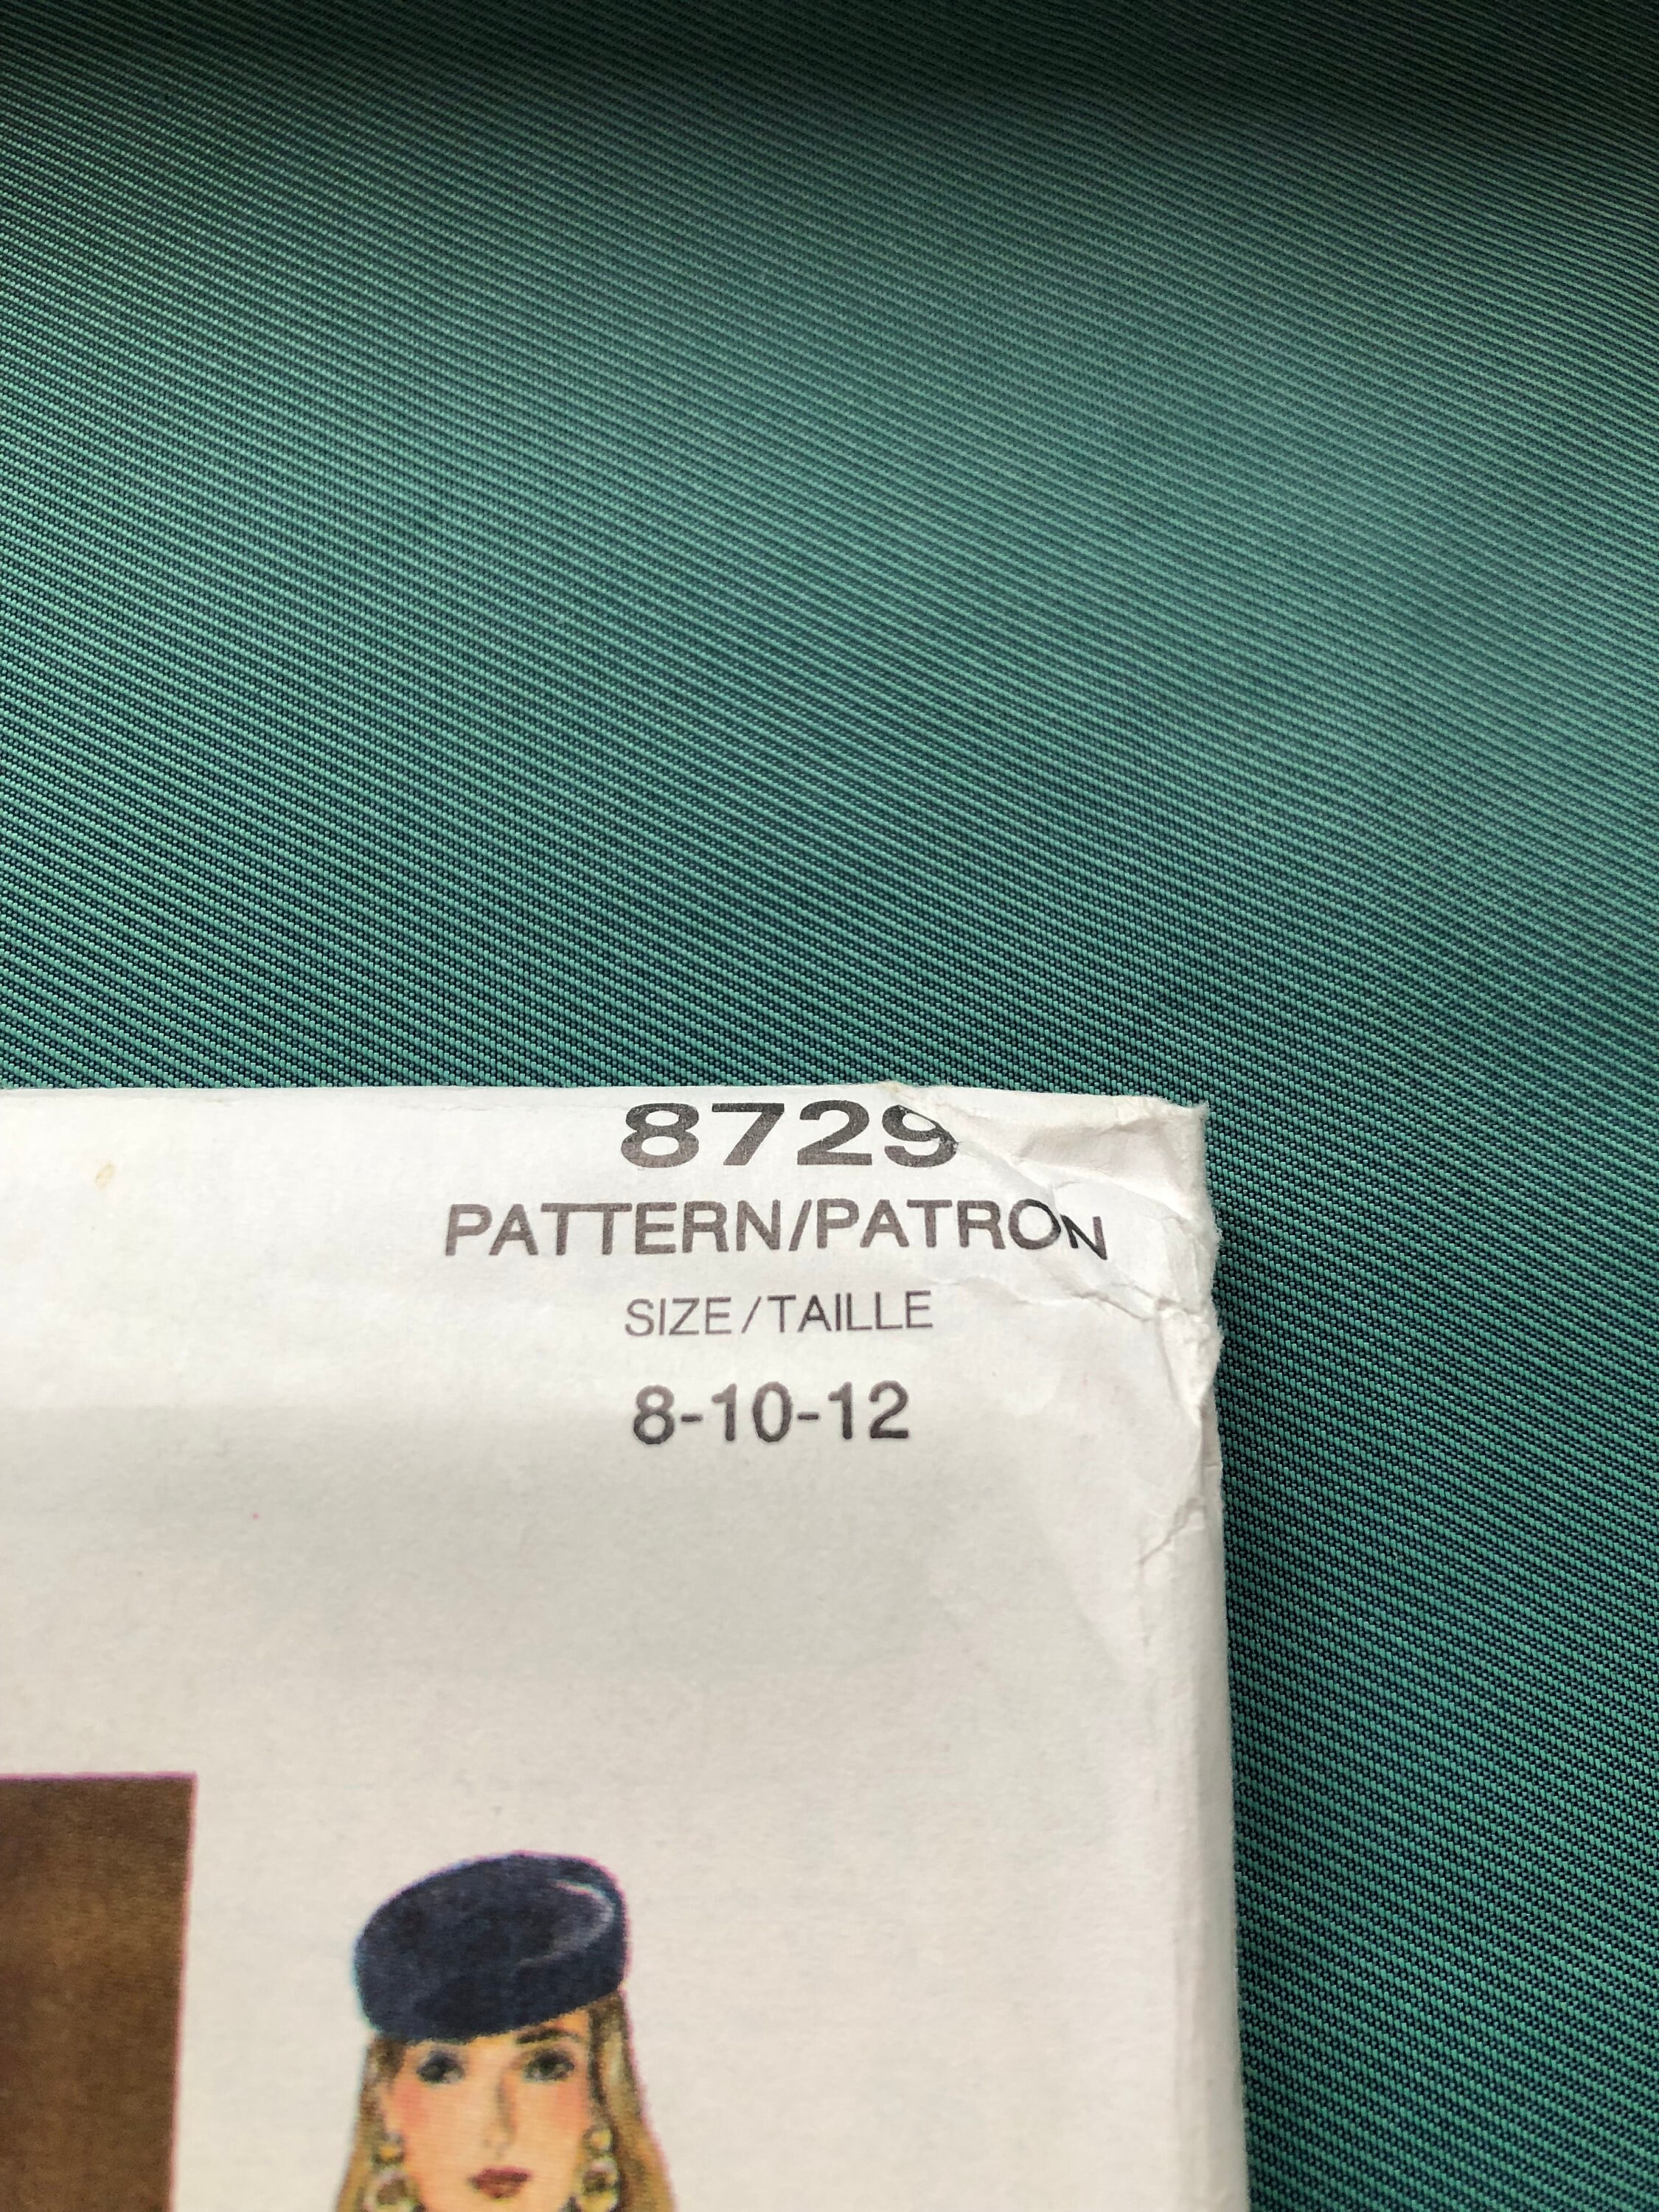 8729
PATTERN/PATRON
SIZE/TAILLE
8-10-12